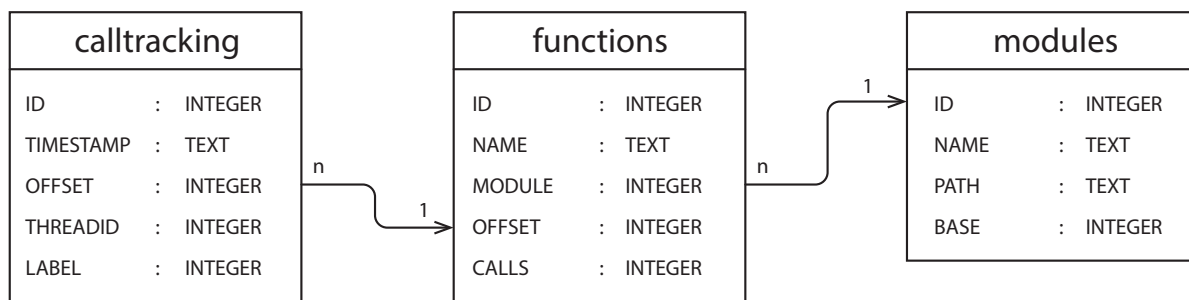 calltracking
ID : INTEGER
TIMESTAMP : TEXT
OFFSET : INTEGER
THREADID : INTEGER
LABEL : INTEGER
n
1
functions
ID : INTEGER
NAME : TEXT
MODULE : INTEGER
OFFSET : INTEGER
CALLS : INTEGER
n
1
modules
ID : INTEGER
NAME : TEXT
PATH : TEXT
BASE : INTEGER